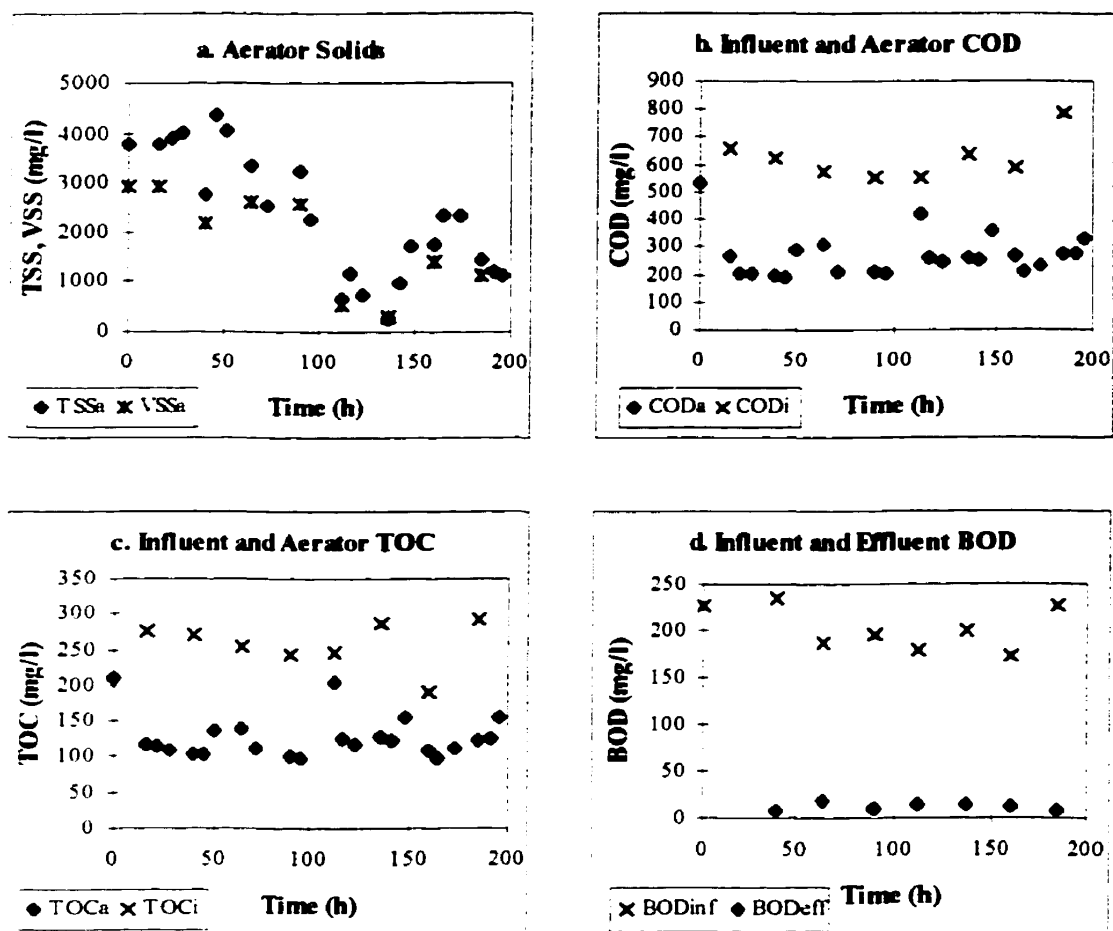 a. Aerator Solids
TSS, VSS (mg/l)
5000
4000
3000
2000
1000
0
0 50 100 150 200
◆ TSSa ✕ VSSa Time (h)
b. Influent and Aerator COD
COD (mg/l)
900
800
700
600
500
400
300
200
100
0
0 50 100 150 200
◆ CODa × CODi Time (h)
c. Influent and Aerator TOC
TOC (mg/l)
350
300
250
200
150
100
50
0
0 50 100 150 200
◆ TOCa × TOCi Time (h)
d. Influent and Effluent BOD
BOD (mg/l)
250
200
150
100
50
0
0 50 100 150 200
× BODinf ◆ BODeff Time (h)